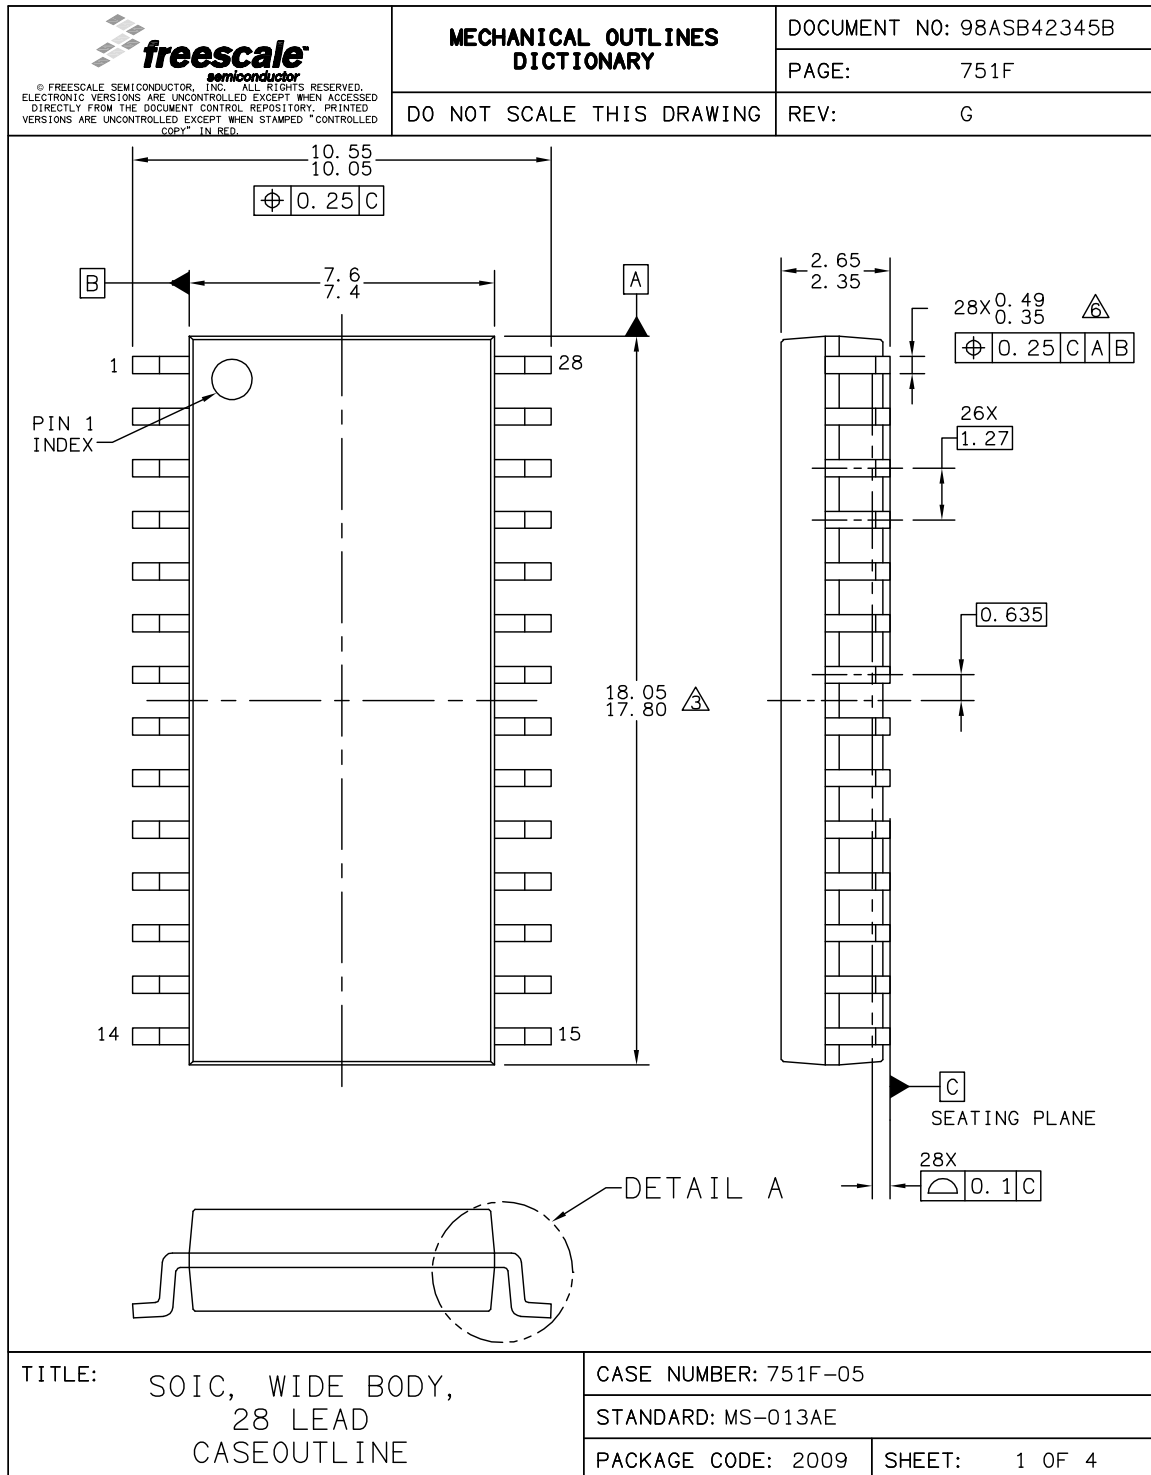 freescale™
semiconductor
© FREESCALE SEMICONDUCTOR, INC. ALL RIGHTS RESERVED.
ELECTRONIC VERSIONS ARE UNCONTROLLED EXCEPT WHEN ACCESSED
DIRECTLY FROM THE DOCUMENT CONTROL REPOSITORY. PRINTED
VERSIONS ARE UNCONTROLLED EXCEPT WHEN STAMPED "CONTROLLED
COPY" IN RED.
MECHANICAL OUTLINES
DICTIONARY
DO NOT SCALE THIS DRAWING
DOCUMENT NO: 98ASB42345B
PAGE: 751F
REV: G
10.55
10.05
⌖ 0.25 C
B
7.6
7.4
A
2.65
2.35
28X 0.49
0.35
6
⌖ 0.25 C A B
1
28
PIN 1
INDEX
26X
1.27
0.635
18.05
17.80
3
14
15
C
SEATING PLANE
28X
⌓ 0.1 C
DETAIL A
TITLE: SOIC, WIDE BODY,
28 LEAD
CASEOUTLINE
CASE NUMBER: 751F-05
STANDARD: MS-013AE
PACKAGE CODE: 2009
SHEET: 1 OF 4